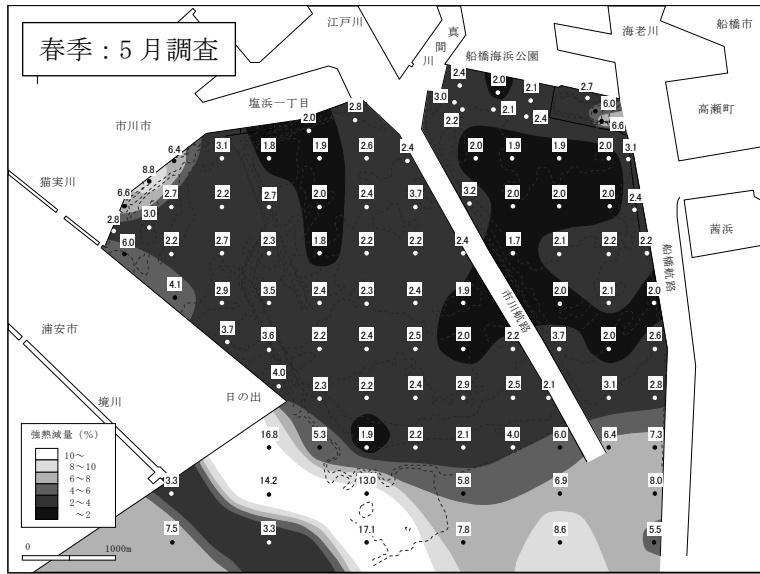 春季：5月調査
江戸川
真間川
船橋海浜公園
海老川
船橋市
高瀬町
塩浜一丁目
市川市
猫実川
茜浜
船橋航路
市川航路
浦安市
境川
日の出
2.4 2.0 2.1 2.7
3.0 6.0
2.8 2.2 2.1 2.4 6.6
2.0
6.4 3.1 1.8 1.9 2.6 2.4 2.0 1.9 1.9 2.0 3.1
8.8
6.6 2.7 2.2 2.7 2.0 2.4 3.7 3.2 2.0 2.0 2.0 2.4
2.8 3.0
6.0 2.2 2.7 2.3 1.8 2.2 2.2 2.4 1.7 2.1 2.2 2.2
4.1 2.9 3.5 2.4 2.3 2.4 1.9 2.0 2.1 2.0
3.7 3.6 2.2 2.4 2.5 2.0 2.2 3.7 2.0 2.6
4.0 2.3 2.2 2.4 2.9 2.5 2.1 3.1 2.8
16.8 5.3 1.9 2.2 2.1 4.0 6.0 6.4 7.3
3.3 14.2 13.0 5.8 6.9 8.0
7.5 3.3 17.1 7.8 8.6 5.5
強熱減量（%）
10～
8～10
6～8
4～6
2～4
～2
0 1000m